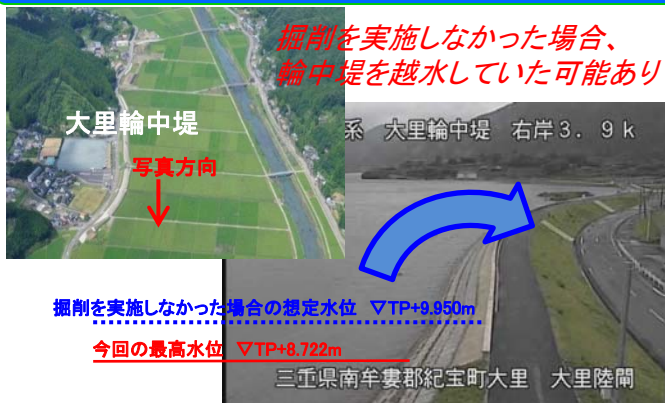 掘削を実施しなかった場合、
輪中堤を越水していた可能あり
大里輪中堤
写真方向
系 大里輪中堤 右岸3.9k
掘削を実施しなかった場合の想定水位 ▽TP+9.950m
今回の最高水位 ▽TP+8.722m
三重県南牟婁郡紀宝町大里 大里陸閘